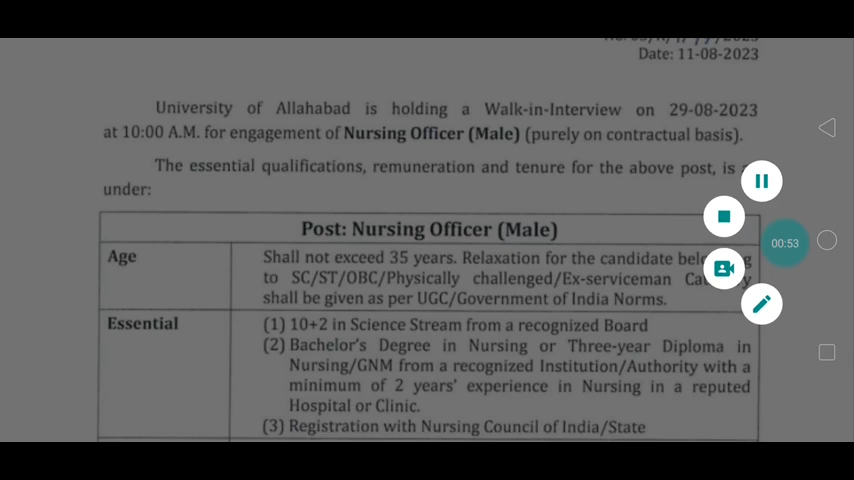 Date: 11-08-2023
University of Allahabad is holding a Walk-in-Interview on 29-08-2023
at 10:00 A.M. for engagement of Nursing Officer (Male) (purely on contractual basis).
The essential qualifications, remuneration and tenure for the above post, is
under:
Post: Nursing Officer (Male)
Age
Shall not exceed 35 years. Relaxation for the candidate
to SC/ST/OBC/Physically challenged/Ex-serviceman
shall be given as per UGC/Government of India Norms.
Essential
(1) 10+2 in Science Stream from a recognized Board
(2) Bachelor's Degree in Nursing or Three-year Diploma in
Nursing/GNM from a recognized Institution/Authority with a
minimum of 2 years' experience in Nursing in a reputed
Hospital or Clinic.
(3) Registration with Nursing Council of India/State
00:53